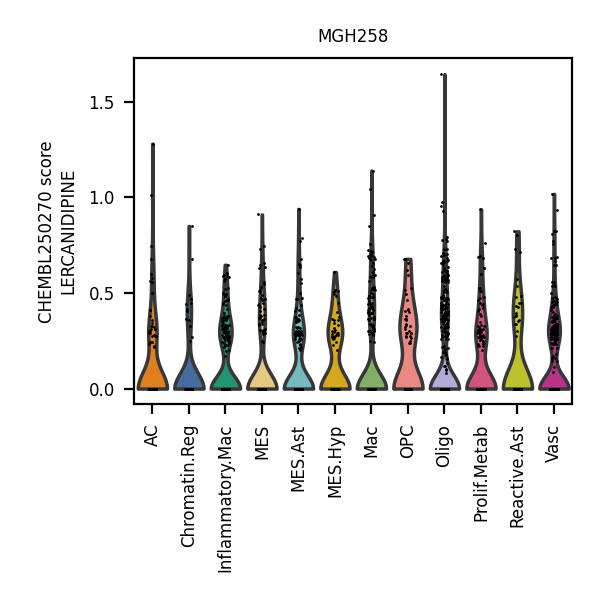 MGH258
CHEMBL250270 score
LERCANIDIPINE
1.5
1.0
0.5
0.0
AC
Chromatin.Reg
Inflammatory.Mac
MES
MES.Ast
MES.Hyp
Mac
OPC
Oligo
Prolif.Metab
Reactive.Ast
Vasc